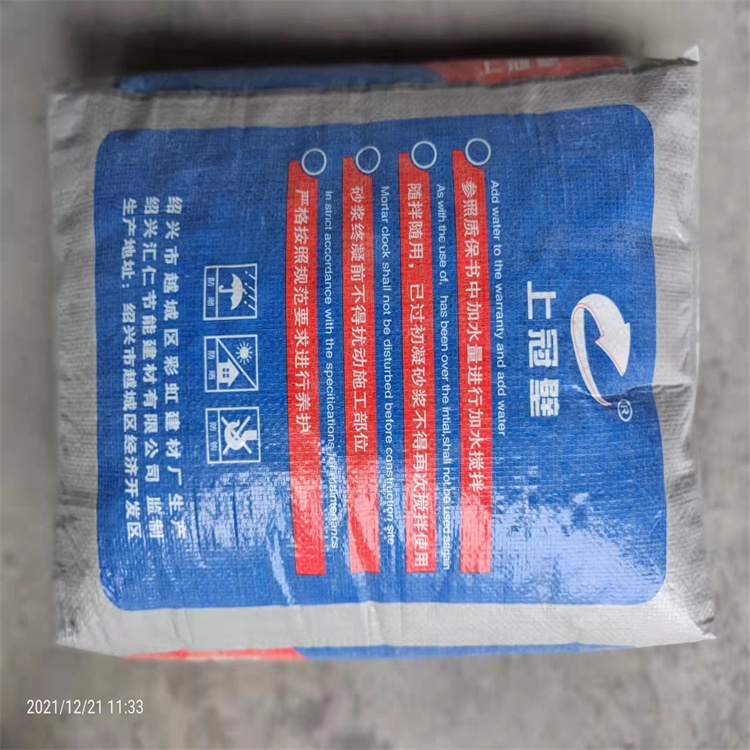 上冠壁
®
上冠壁
Add water to the warranty and add water
参照质保书中加水量进行加水搅拌
As with the use of, has been over the intial,shall not be used again
随拌随用，已过初凝砂浆不得再次搅拌使用
Mortar clock shall not be disturbed before construction site
砂浆终凝前不得扰动施工部位
In strict accordance with the specifications for maintenance
严格按照规范要求进行养护
防潮 防晒 防钩
绍兴市越城区彩虹建材厂生产
绍兴汇仁节能建材有限公司 监制
生产地址：绍兴市越城区经济开发区
2021/12/21 11:33